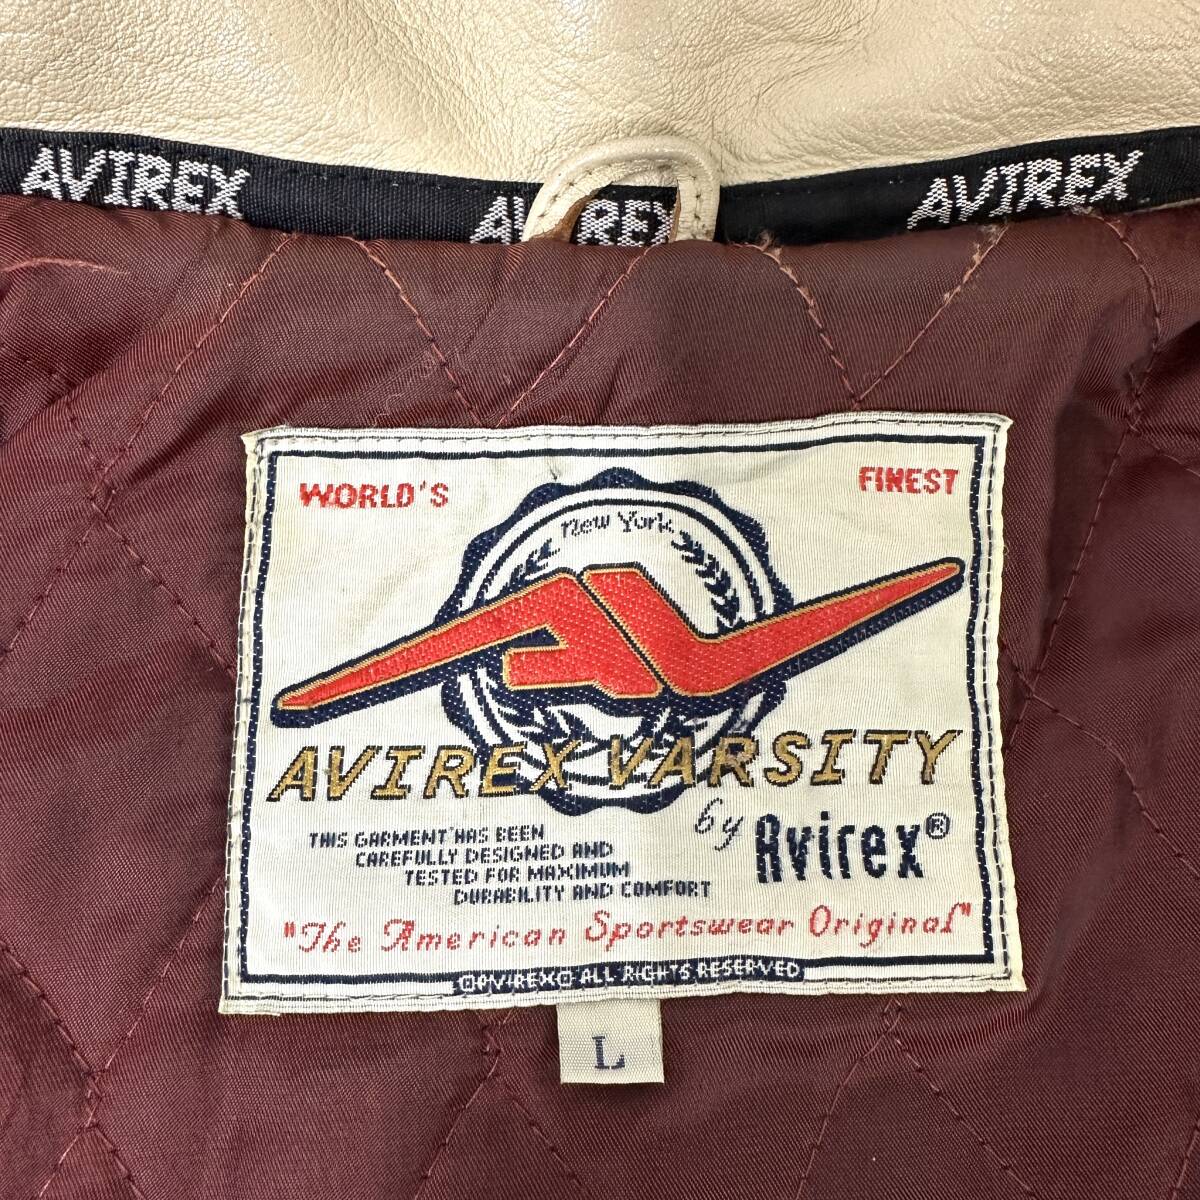 AVIREX
AVIREX
AVIREX
WORLD'S FINEST
New York
AVIREX VARSITY
by Avirex®
THIS GARMENT HAS BEEN
CAREFULLY DESIGNED AND
TESTED FOR MAXIMUM
DURABILITY AND COMFORT
"The American Sportswear Original"
©AVIREX© ALL RIGHTS RESERVED
L